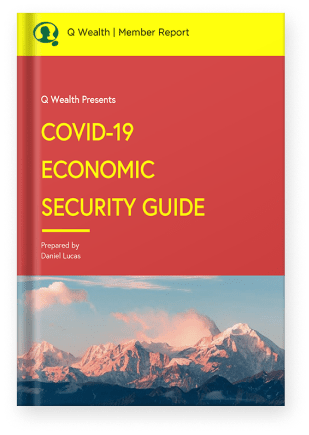 Q Wealth | Member Report
Q Wealth Presents
COVID-19
ECONOMIC
SECURITY GUIDE
Prepared by
Daniel Lucas